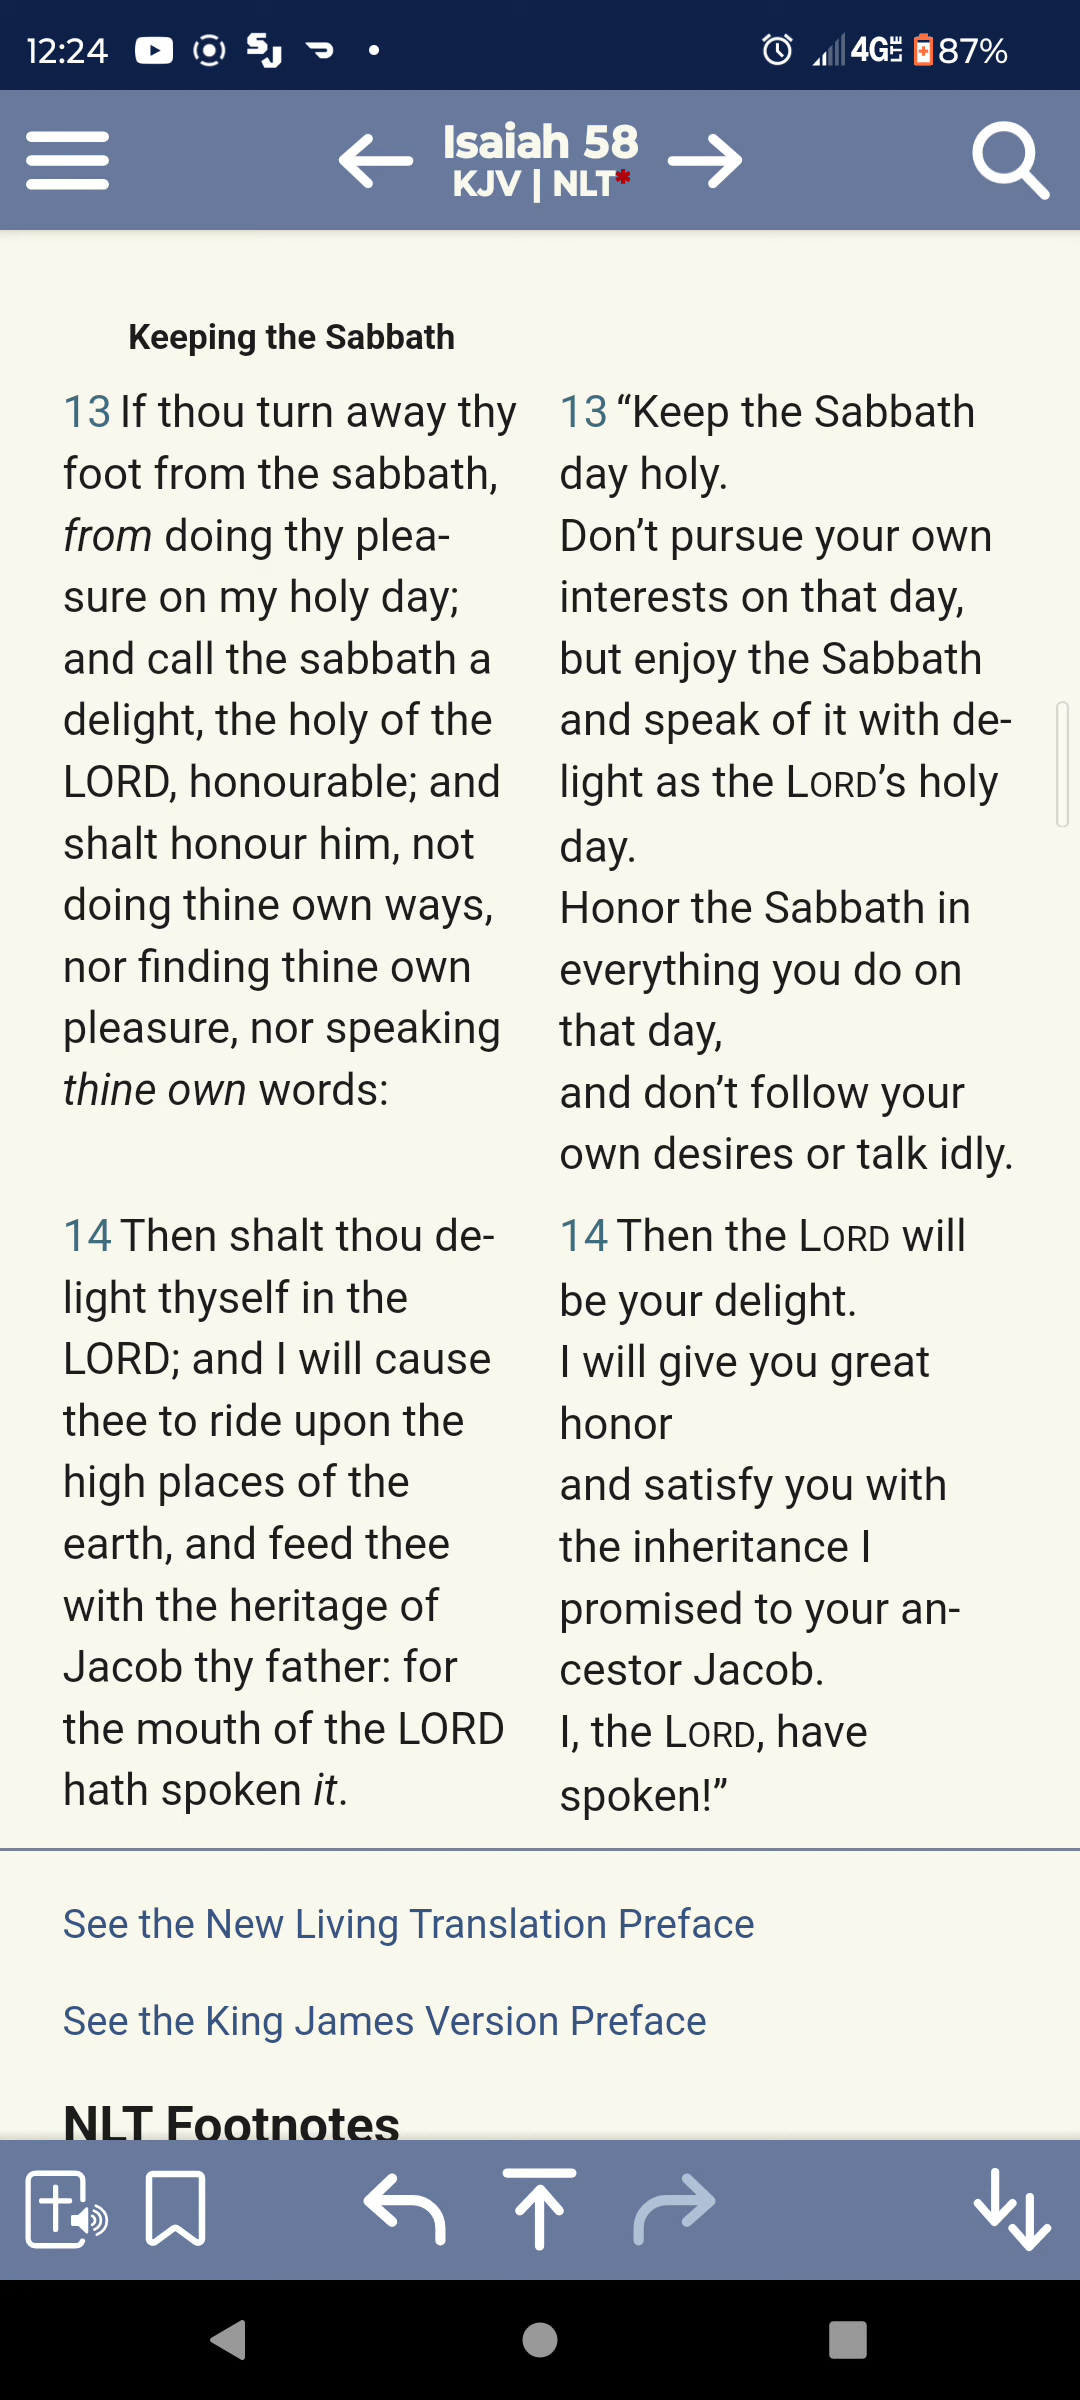 12:24
4G LTE 87%
Isaiah 58
KJV | NLT*
Keeping the Sabbath
13 If thou turn away thy
foot from the sabbath,
from doing thy plea-
sure on my holy day;
and call the sabbath a
delight, the holy of the
LORD, honourable; and
shalt honour him, not
doing thine own ways,
nor finding thine own
pleasure, nor speaking
thine own words:
14 Then shalt thou de-
light thyself in the
LORD; and I will cause
thee to ride upon the
high places of the
earth, and feed thee
with the heritage of
Jacob thy father: for
the mouth of the LORD
hath spoken it.
13 “Keep the Sabbath
day holy.
Don’t pursue your own
interests on that day,
but enjoy the Sabbath
and speak of it with de-
light as the LORD’s holy
day.
Honor the Sabbath in
everything you do on
that day,
and don’t follow your
own desires or talk idly.
14 Then the LORD will
be your delight.
I will give you great
honor
and satisfy you with
the inheritance I
promised to your an-
cestor Jacob.
I, the LORD, have
spoken!”
See the New Living Translation Preface
See the King James Version Preface
NLT Footnotes